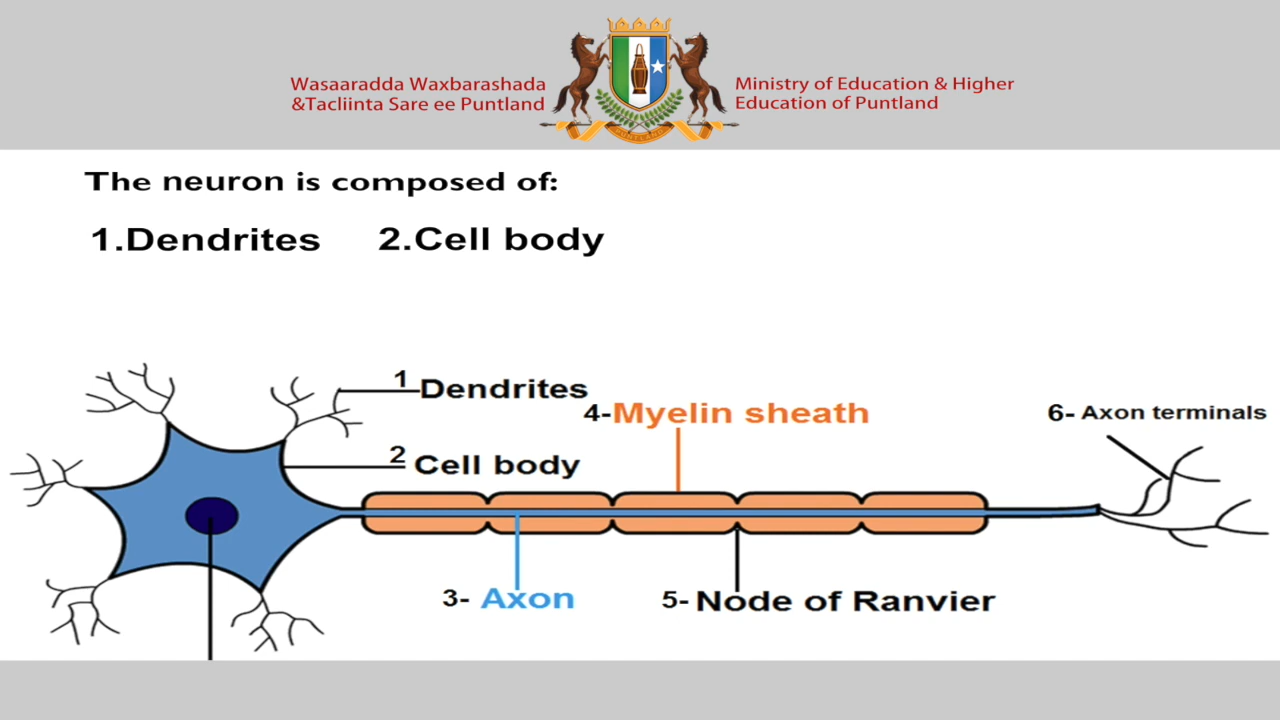 Wasaaradda Waxbarashada
&Tacliinta Sare ee Puntland
Ministry of Education & Higher
Education of Puntland
The neuron is composed of:
1.Dendrites 2.Cell body
1 Dendrites
4-Myelin sheath
6- Axon terminals
2 Cell body
3- Axon
5- Node of Ranvier